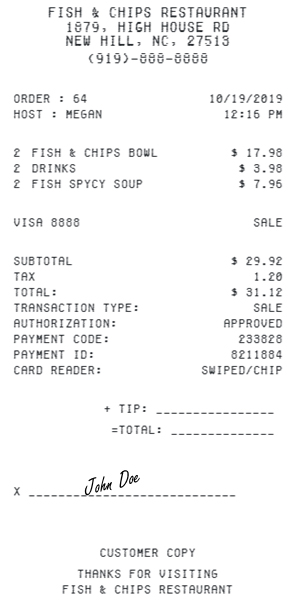 FISH & CHIPS RESTAURANT
1879, HIGH HOUSE RD
NEW HILL, NC, 27513
(919)-888-8888
ORDER : 64 10/19/2019
HOST : MEGAN 12:16 PM
2 FISH & CHIPS BOWL $ 17.98
2 DRINKS $ 3.98
2 FISH SPYCY SOUP $ 7.96
VISA 8888 SALE
SUBTOTAL $ 29.92
TAX 1.20
TOTAL: $ 31.12
TRANSACTION TYPE: SALE
AUTHORIZATION: APPROVED
PAYMENT CODE: 233828
PAYMENT ID: 8211884
CARD READER: SWIPED/CHIP
+ TIP: _______________
=TOTAL: _____________
X John Doe
CUSTOMER COPY
THANKS FOR VISITING
FISH & CHIPS RESTAURANT